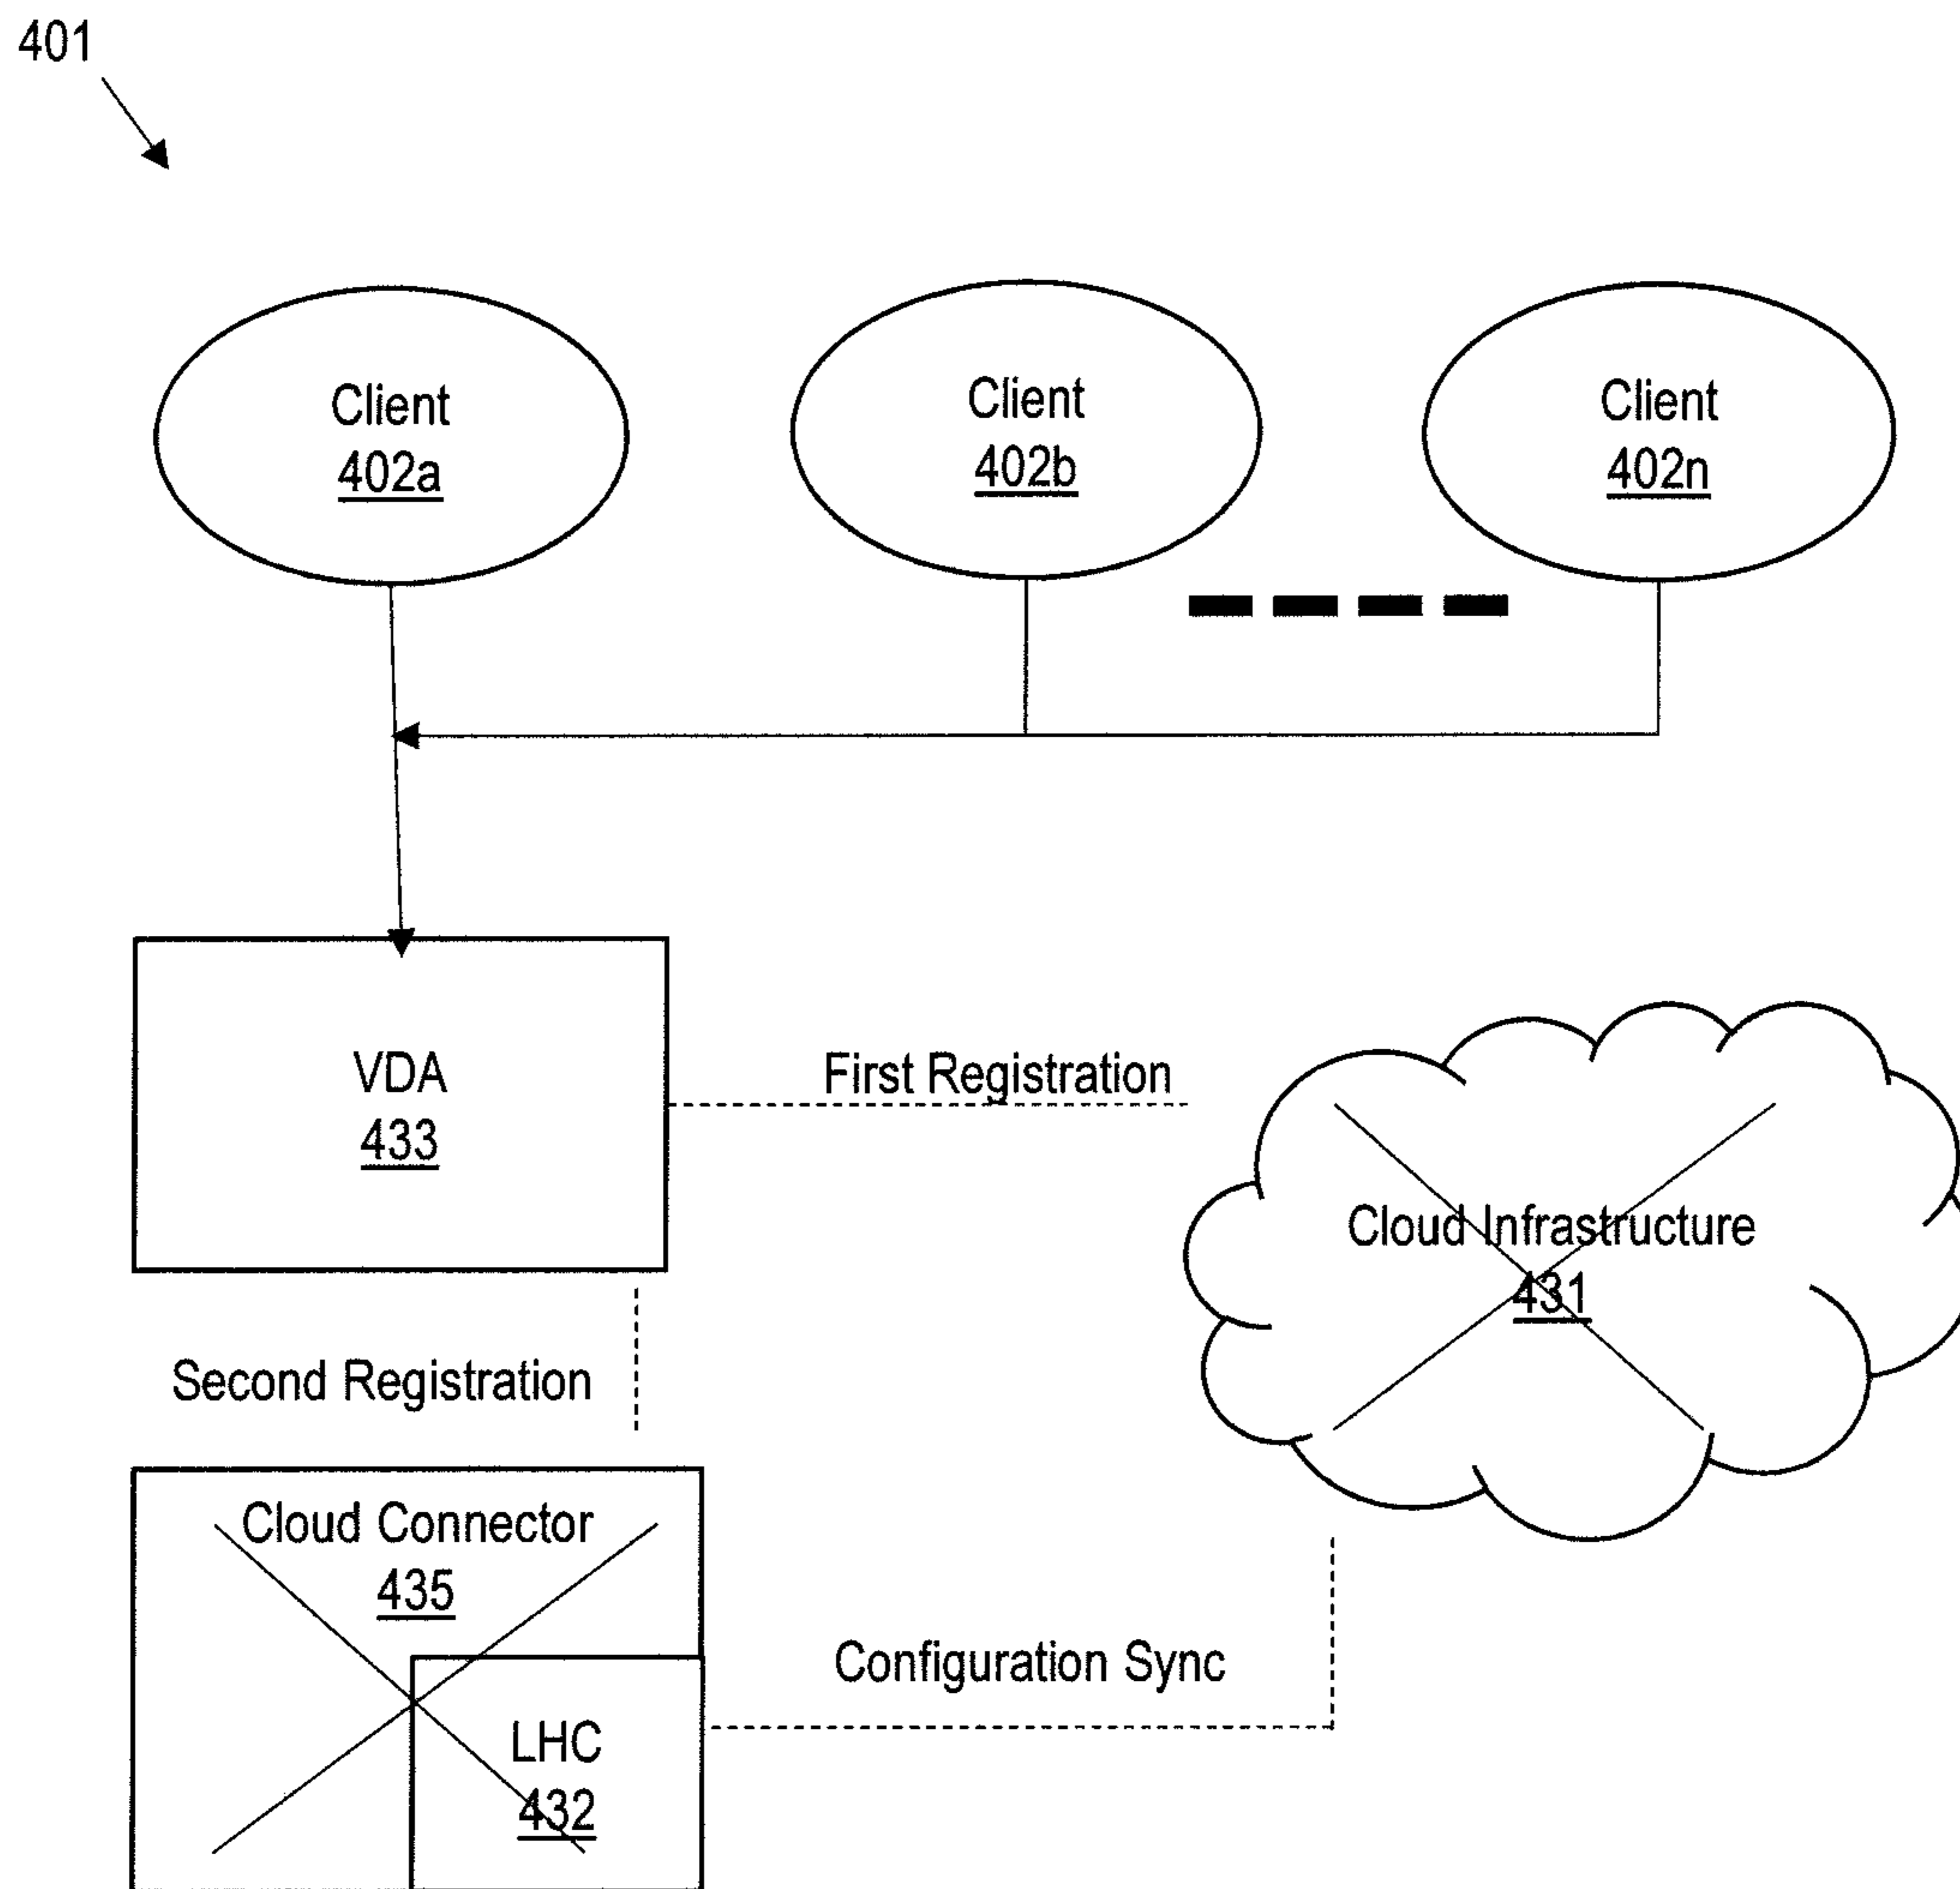 401
Client
402a
Client
402b
Client
402n
VDA
433
First Registration
Cloud Infrastructure
431
Second Registration
Cloud Connector
435
Configuration Sync
LHC
432